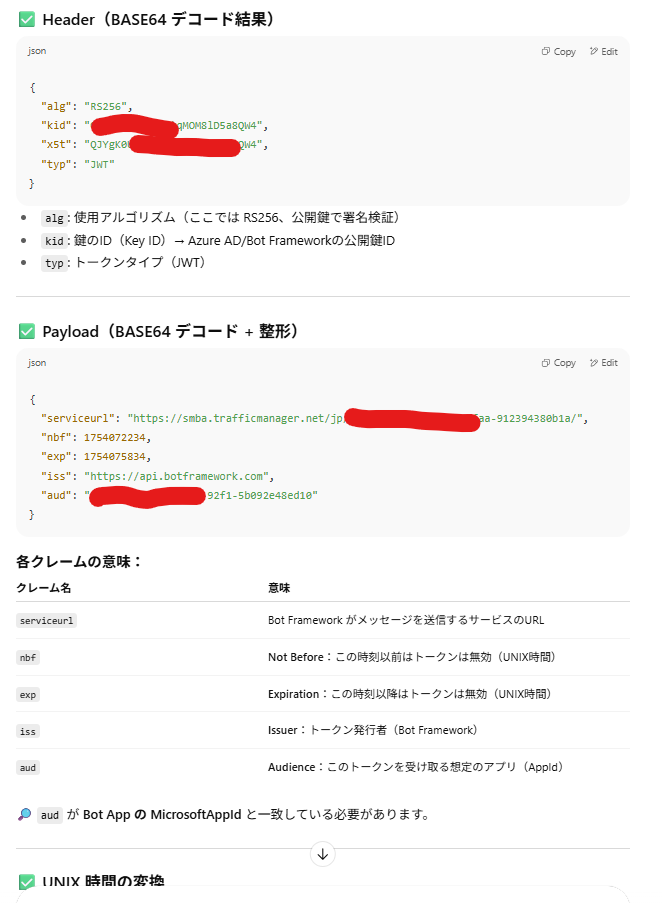 Header（BASE64 デコード結果）
json
Copy
Edit
{
"alg": "RS256",
"kid": "qMOM8lD5a8QW4",
"x5t": "QJYgK0QW4",
"typ": "JWT"
}
alg：使用アルゴリズム（ここでは RS256、公開鍵で署名検証）
kid：鍵のID（Key ID）→ Azure AD/Bot Frameworkの公開鍵ID
typ：トークンタイプ（JWT）
Payload（BASE64 デコード + 整形）
json
Copy
Edit
{
"serviceurl": "https://smba.trafficmanager.net/jp/aa-912394380b1a/",
"nbf": 1754072234,
"exp": 1754075834,
"iss": "https://api.botframework.com",
"aud": "92f1-5b092e48ed10"
}
各クレームの意味：
クレーム名 意味
serviceurl Bot Framework がメッセージを送信するサービスのURL
nbf Not Before：この時刻以前はトークンは無効（UNIX時間）
exp Expiration：この時刻以降はトークンは無効（UNIX時間）
iss Issuer：トークン発行者（Bot Framework）
aud Audience：このトークンを受け取る想定のアプリ（AppId）
aud が Bot App の MicrosoftAppId と一致している必要があります。
UNIX 時間の変換